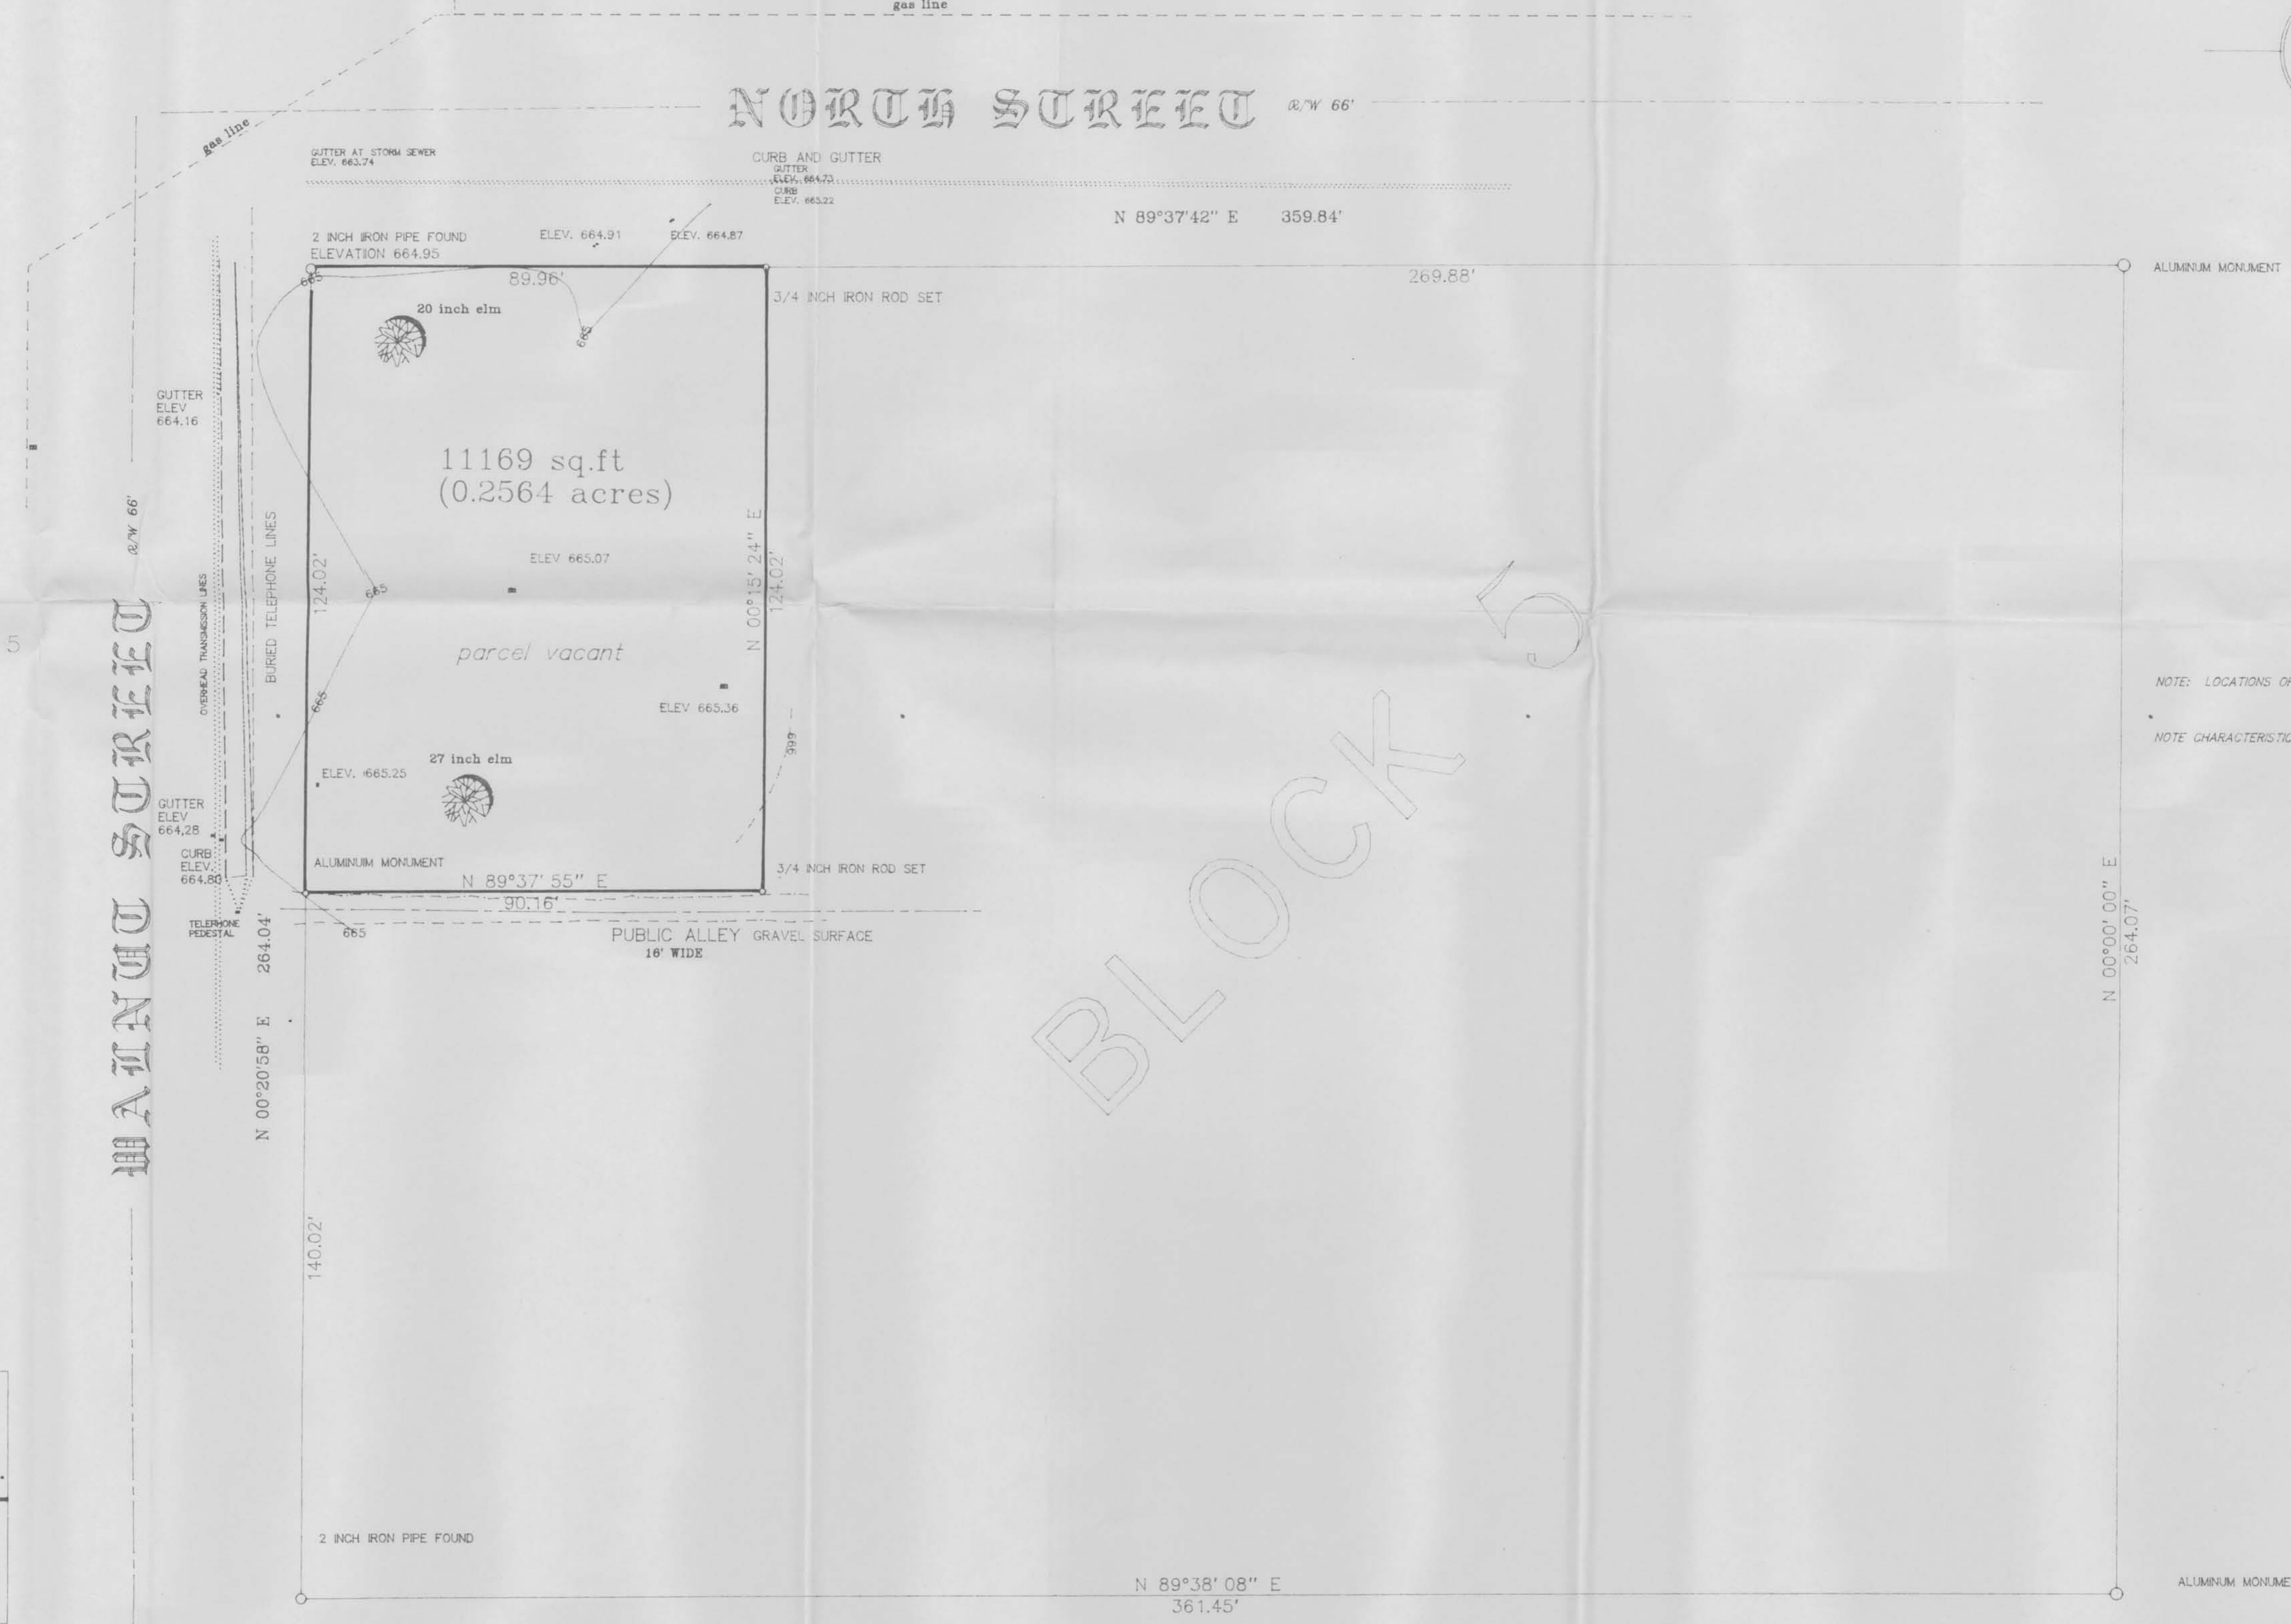 gas line
NORTH STREET R/W 66'
gas line
GUTTER AT STORM SEWER
ELEV. 663.74
CURB AND GUTTER
GUTTER
ELEV. 664.73
CURB
ELEV. 665.22
N 89°37'42" E 359.84'
2 INCH IRON PIPE FOUND
ELEVATION 664.95
ELEV. 664.91
ELEV. 664.87
665
89.96'
269.88'
ALUMINUM MONUMENT
3/4 INCH IRON ROD SET
20 inch elm
665
GUTTER
ELEV
664.16
11169 sq.ft
(0.2564 acres)
R/W 66'
WALNUT STREET
OVERHEAD TRANSMISSION LINES
BURIED TELEPHONE LINES
124.02'
ELEV 665.07
665
N 00°15' 24" E
124.02'
5
parcel vacant
665
ELEV 665.36
666
BLOCK 5
NOTE: LOCATIONS
NOTE CHARACTERISTIC
27 inch elm
ELEV. 665.25
GUTTER
ELEV
664,28
CURB
ELEV.
664.80
ALUMINUM MONUMENT
3/4 INCH IRON ROD SET
N 89°37' 55" E
90.16'
TELEPHONE
PEDESTAL
665
PUBLIC ALLEY GRAVEL SURFACE
16' WIDE
N 00°20'58" E 264.04'
N 00°00' 00" E
264.07'
140.02'
2 INCH IRON PIPE FOUND
N 89°38' 08" E
361.45'
ALUMINUM MONUME